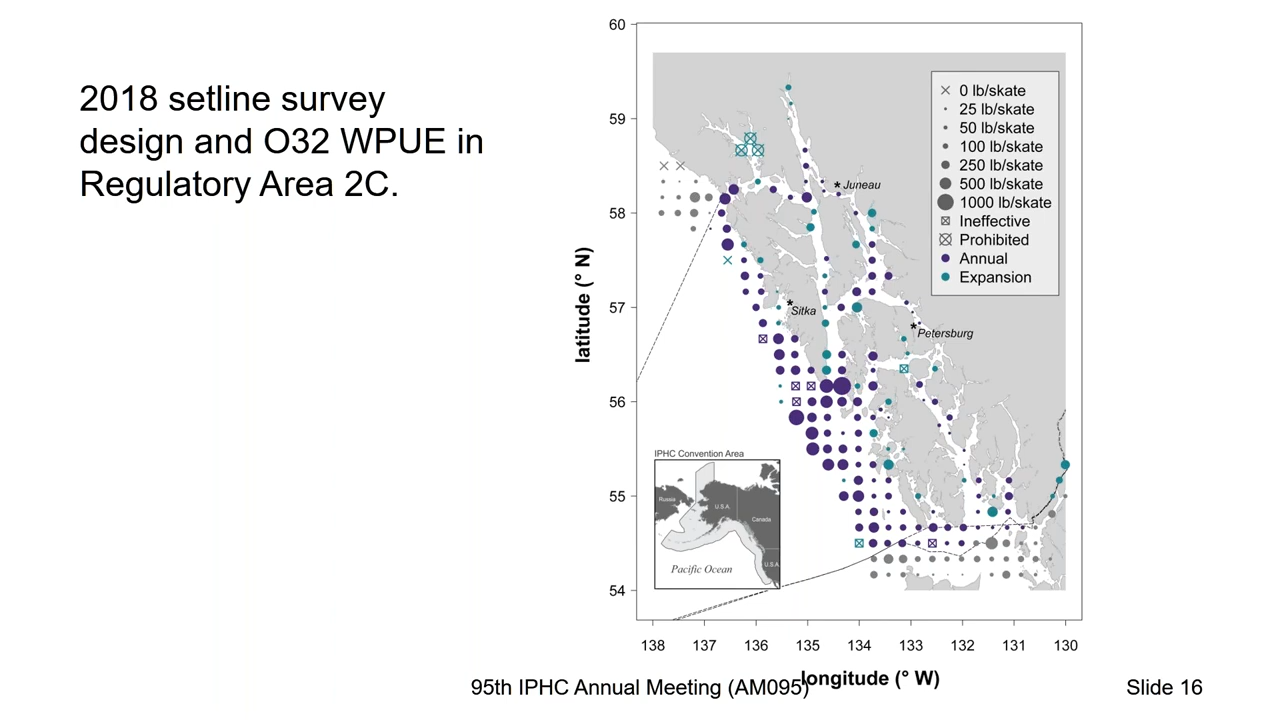 2018 setline survey
design and O32 WPUE in
Regulatory Area 2C.
60
59
58
57
56
55
54
latitude (° N)
0 lb/skate
25 lb/skate
50 lb/skate
100 lb/skate
250 lb/skate
500 lb/skate
1000 lb/skate
Ineffective
Prohibited
Annual
Expansion
* Juneau
* Sitka
* Petersburg
IPHC Convention Area
Russia
U.S.A.
Canada
U.S.A.
Pacific Ocean
138 137 136 135 134 133 132 131 130
longitude (° W)
95th IPHC Annual Meeting (AM095)
Slide 16